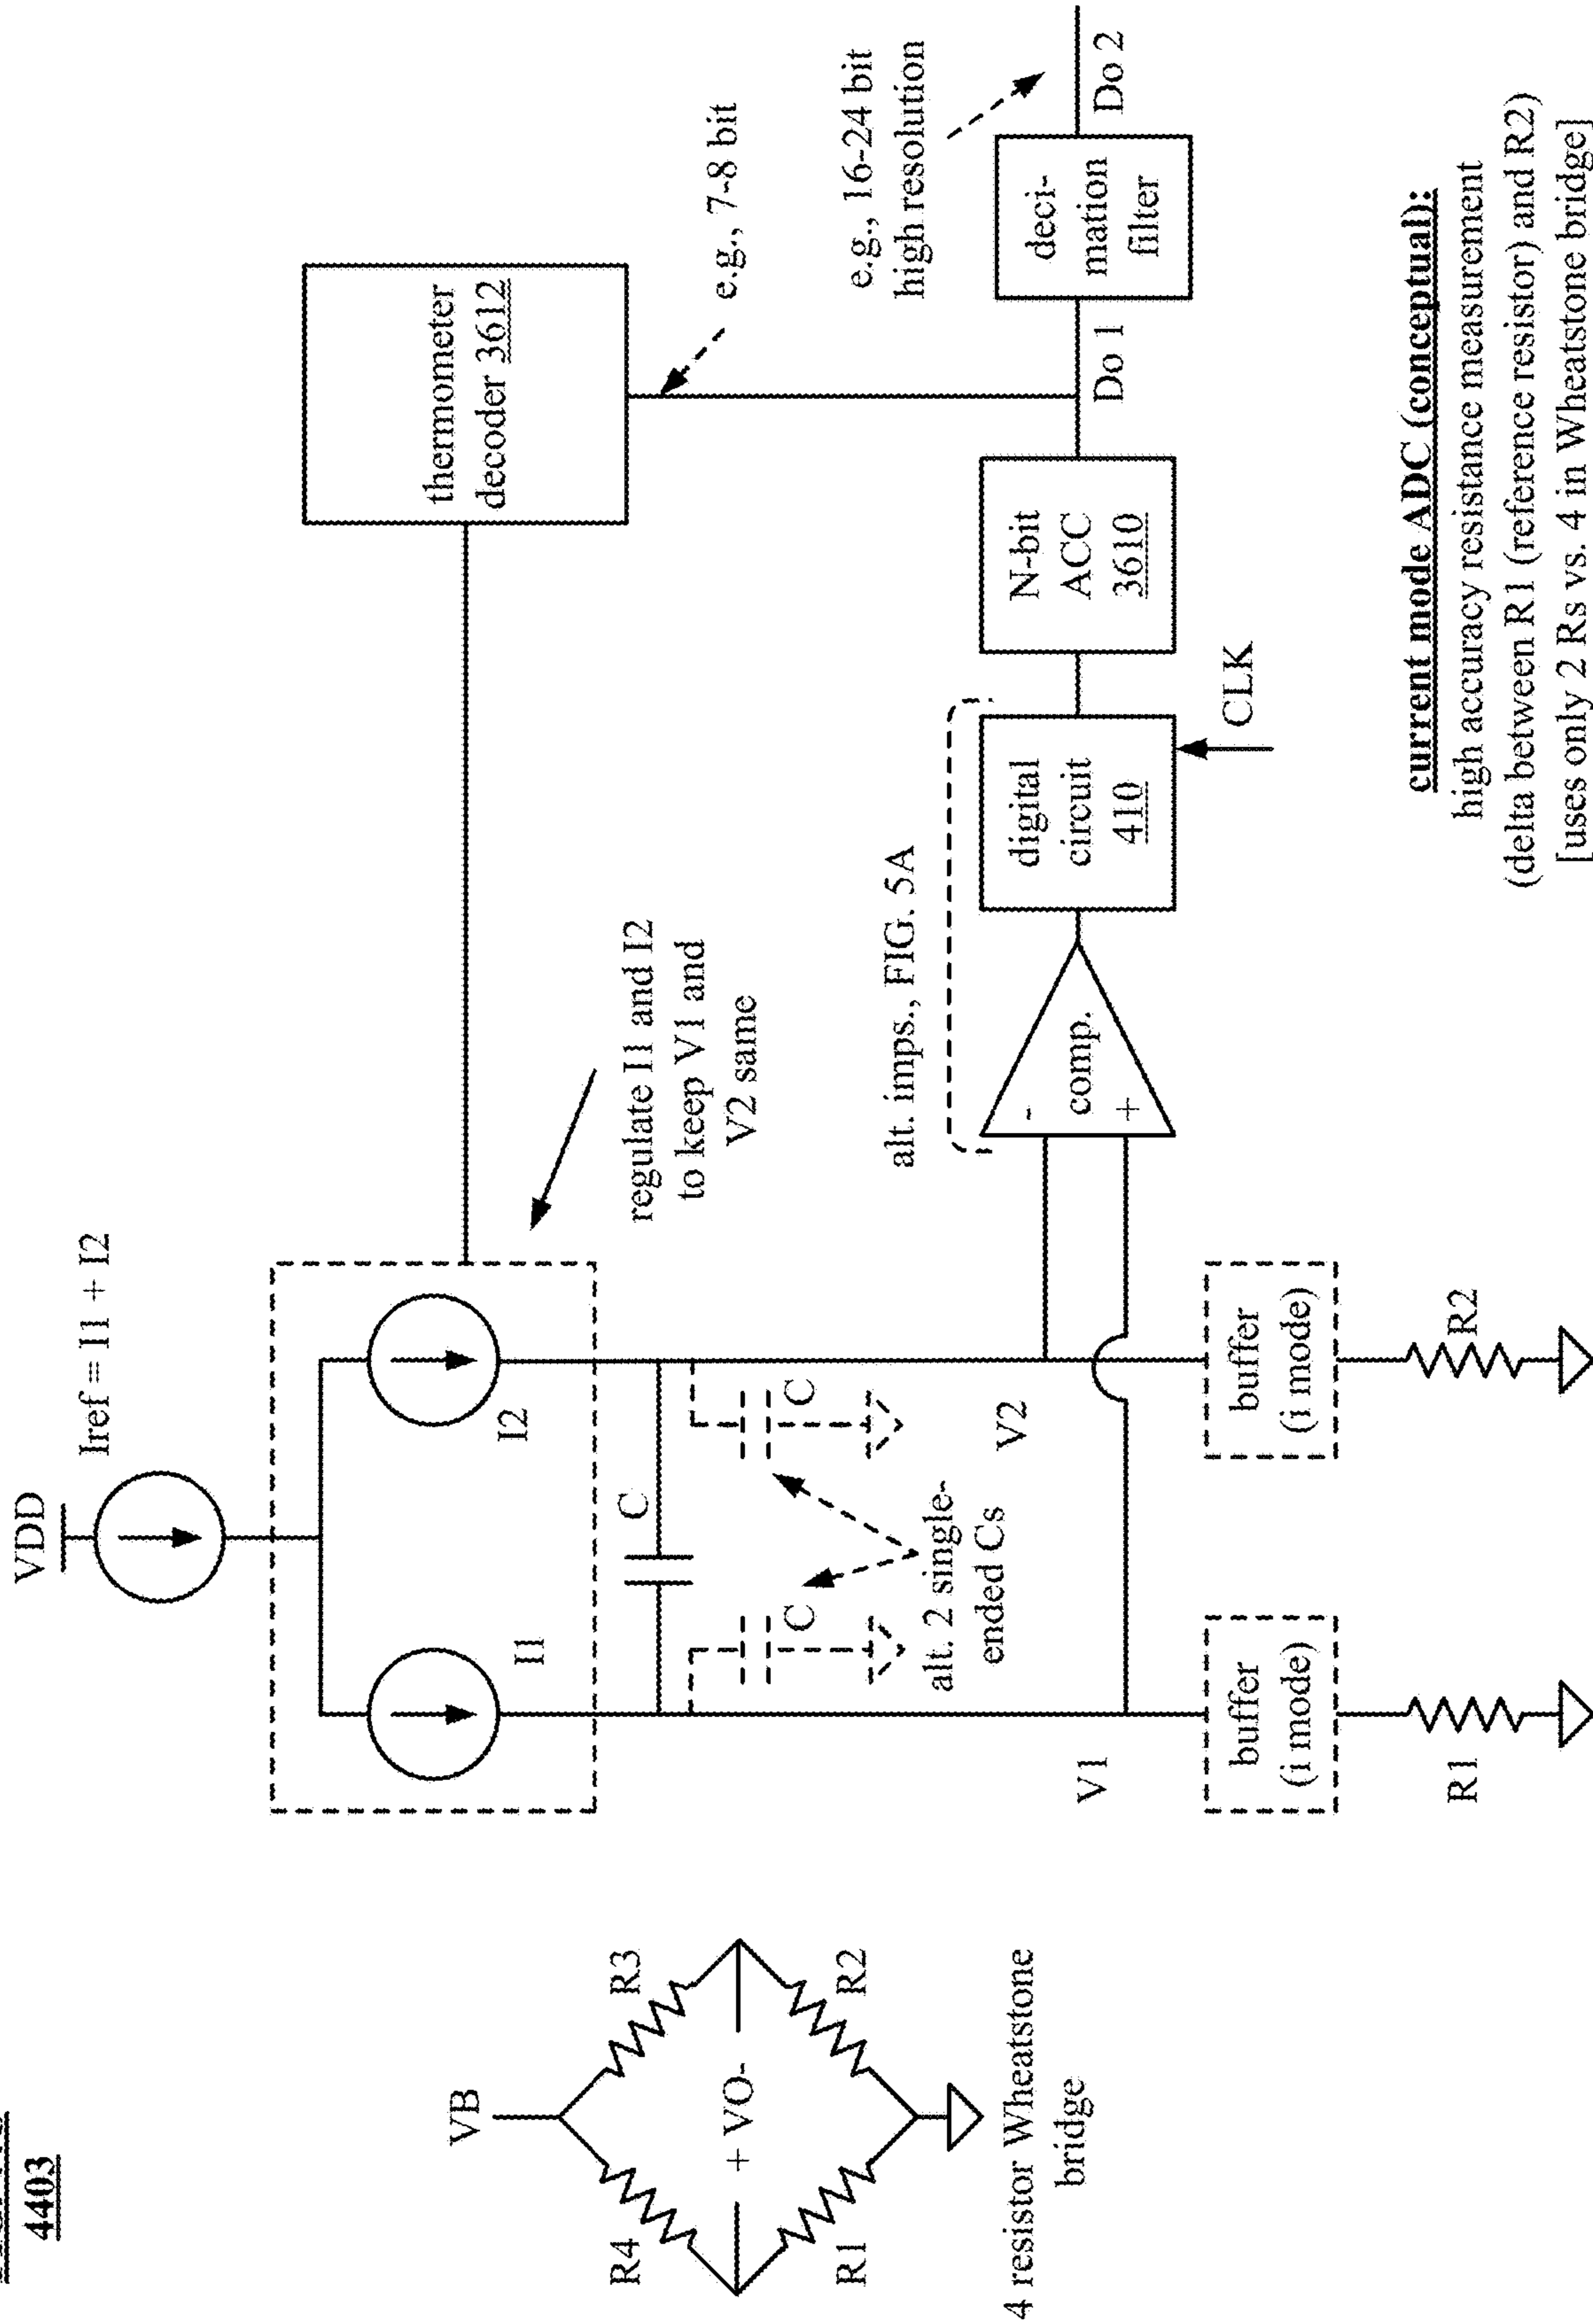 4403
VB
R4
R3
+ VO-
R1
R2
4 resistor Wheatstone
bridge
VDD
Iref = I1 + I2
I1
I2
regulate I1 and I2
to keep V1 and
V2 same
C
C
C
alt. 2 single-
ended Cs
V1
V2
buffer
(i mode)
buffer
(i mode)
R1
R2
thermometer
decoder 3612
e.g., 7-8 bit
alt. imps., FIG. 5A
-
comp.
+
digital
circuit
410
CLK
N-bit
ACC
3610
Do 1
deci-
mation
filter
Do 2
e.g., 16-24 bit
high resolution
current mode ADC (conceptual):
high accuracy resistance measurement
(delta between R1 (reference resistor) and R2)
[uses only 2 Rs vs. 4 in Wheatstone bridge]